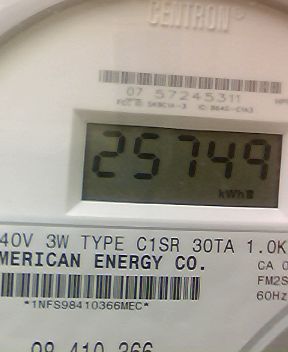 CENTRON®
07 57245311
25749
kWh
40V 3W TYPE C1SR 30TA 1.0K
MERICAN ENERGY CO.
CA 0
FM2S
*1NFS98410366MEC*
60Hz
98 410 366